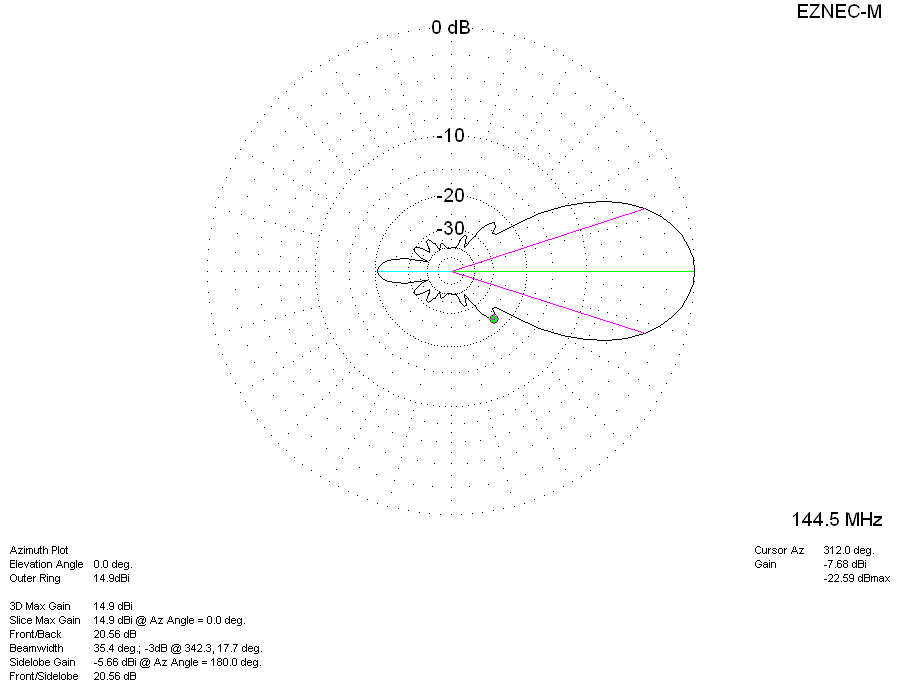 EZNEC-M
0 dB
-10
-20
-30
144.5 MHz
Azimuth Plot
Elevation Angle 0.0 deg.
Outer Ring 14.9dBi
Cursor Az 312.0 deg.
Gain -7.68 dBi
-22.59 dBmax
3D Max Gain 14.9 dBi
Slice Max Gain 14.9 dBi @ Az Angle = 0.0 deg.
Front/Back 20.56 dB
Beamwidth 35.4 deg.; -3dB @ 342.3, 17.7 deg.
Sidelobe Gain -5.66 dBi @ Az Angle = 180.0 deg.
Front/Sidelobe 20.56 dB